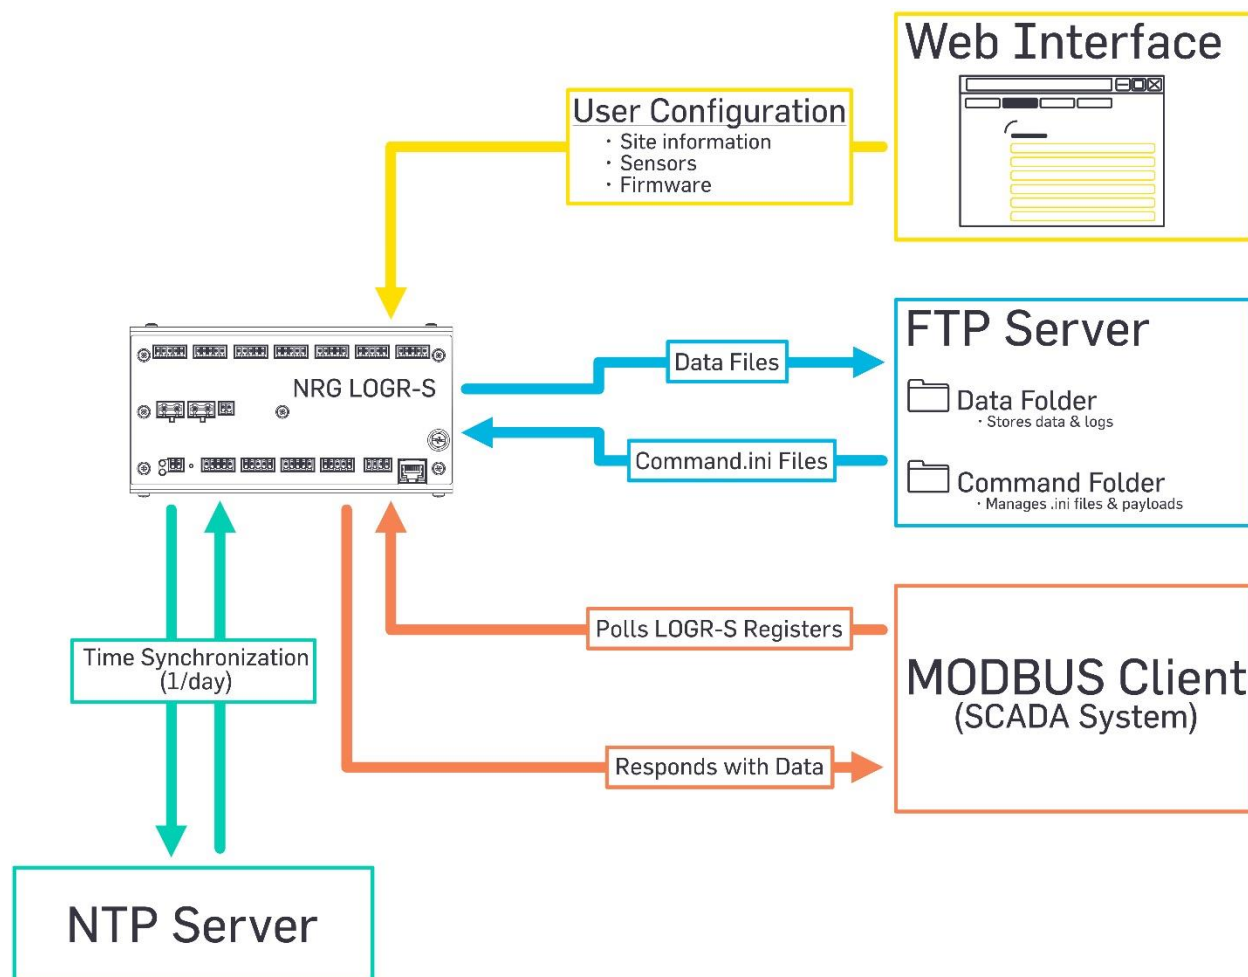 Web Interface
User Configuration
· Site information
· Sensors
· Firmware
FTP Server
Data Files
NRG LOGR-S
Data Folder
· Stores data & logs
Command.ini Files
Command Folder
· Manages .ini files & payloads
Polls LOGR-S Registers
MODBUS Client
(SCADA System)
Time Synchronization
(1/day)
Responds with Data
NTP Server